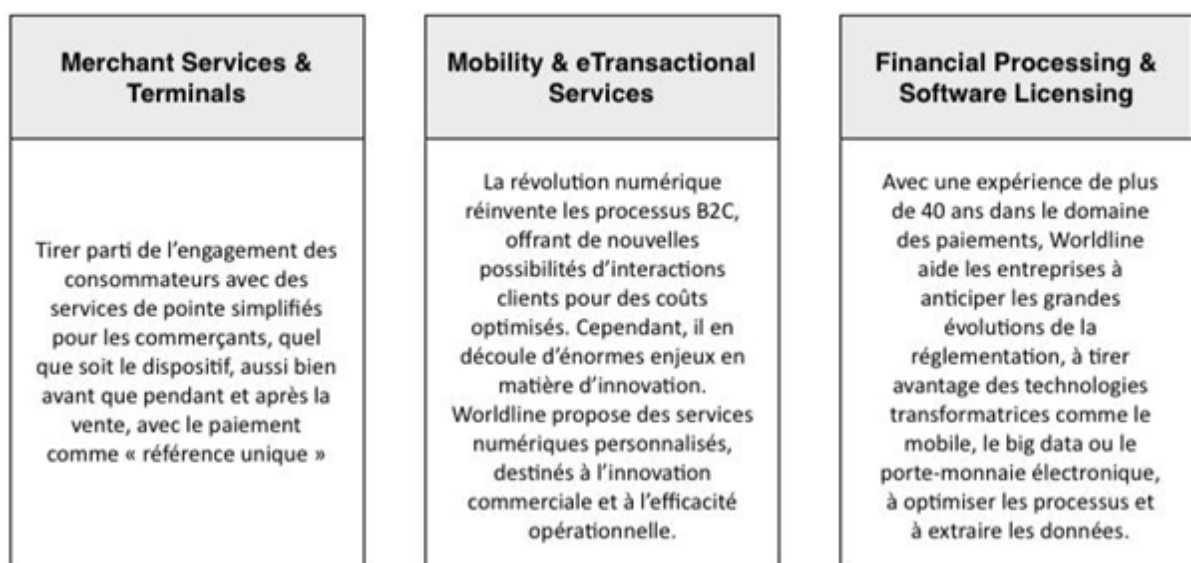 Merchant Services &
Terminals
Tirer parti de l’engagement des
consommateurs avec des
services de pointe simplifiés
pour les commerçants, quel
que soit le dispositif, aussi bien
avant que pendant et après la
vente, avec le paiement
comme « référence unique »
Mobility & eTransactional
Services
La révolution numérique
réinvente les processus B2C,
offrant de nouvelles
possibilités d’interactions
clients pour des coûts
optimisés. Cependant, il en
découle d’énormes enjeux en
matière d’innovation.
Worldline propose des services
numériques personnalisés,
destinés à l’innovation
commerciale et à l’efficacité
opérationnelle.
Financial Processing &
Software Licensing
Avec une expérience de plus
de 40 ans dans le domaine
des paiements, Worldline
aide les entreprises à
anticiper les grandes
évolutions de la
réglementation, à tirer
avantage des technologies
transformatrices comme le
mobile, le big data ou le
porte-monnaie électronique,
à optimiser les processus et
à extraire les données.